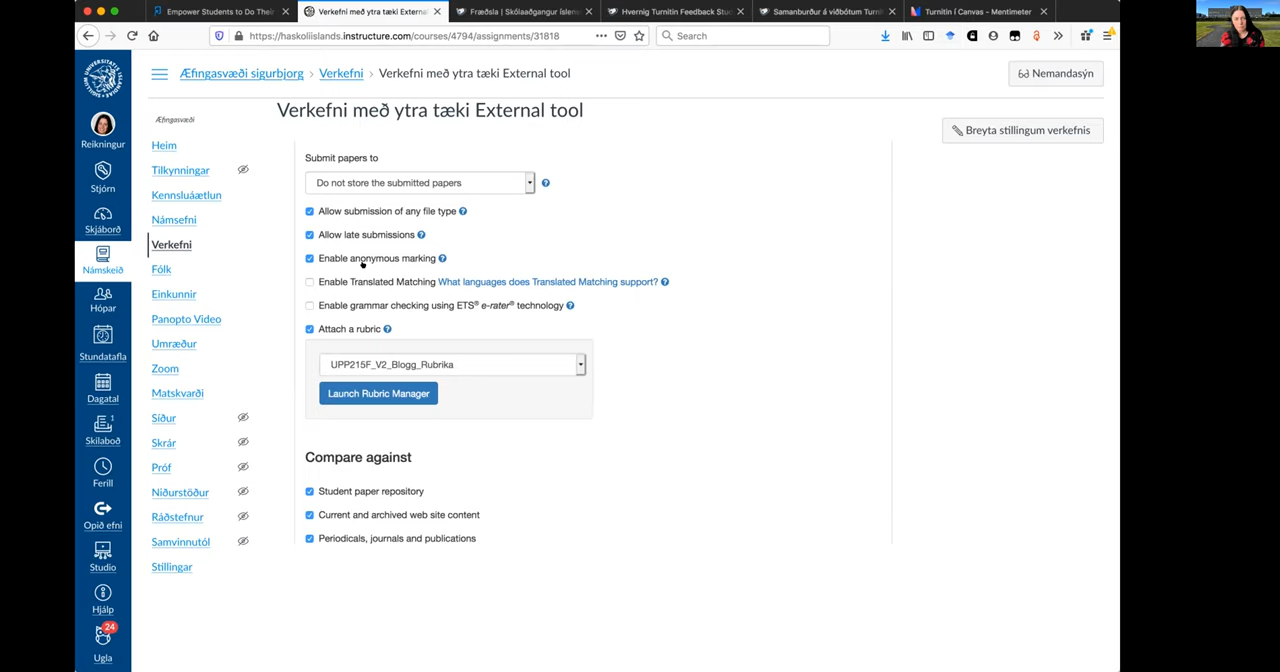 Empower Students to Do Thei
Verkefni með ytra tæki Externa
Fræðsla | Skólaaðgangur íslen
Hvernig Turnitin Feedback Stu
Samanburður á viðbótum Turni
Turnitin í Canvas - Mentimeter
https://haskoliislands.instructure.com/courses/4794/assignments/31818
Search
Æfingasvæði sigurbjorg › Verkefni › Verkefni með ytra tæki External tool
Nemandasýn
Verkefni með ytra tæki External tool
Breyta stillingum verkefnis
UNIVERSITATIS ISLANDIAE
Reikningur
Stjórn
Skjáborð
Námskeið
Hópar
Stundatafla
Dagatal
1
Skilaboð
Ferill
Opið efni
Studio
Hjálp
24
Ugla
Æfingasvæði
Heim
Tilkynningar
Kennsluáætlun
Námsefni
Verkefni
Fólk
Einkunnir
Panopto Video
Umræður
Zoom
Matskvarði
Síður
Skrár
Próf
Niðurstöður
Ráðstefnur
Samvinnutól
Stillingar
Submit papers to
Do not store the submitted papers
Allow submission of any file type
Allow late submissions
Enable anonymous marking
Enable Translated Matching What languages does Translated Matching support?
Enable grammar checking using ETS® e-rater® technology
Attach a rubric
UPP215F_V2_Blogg_Rubrika
Launch Rubric Manager
Compare against
Student paper repository
Current and archived web site content
Periodicals, journals and publications